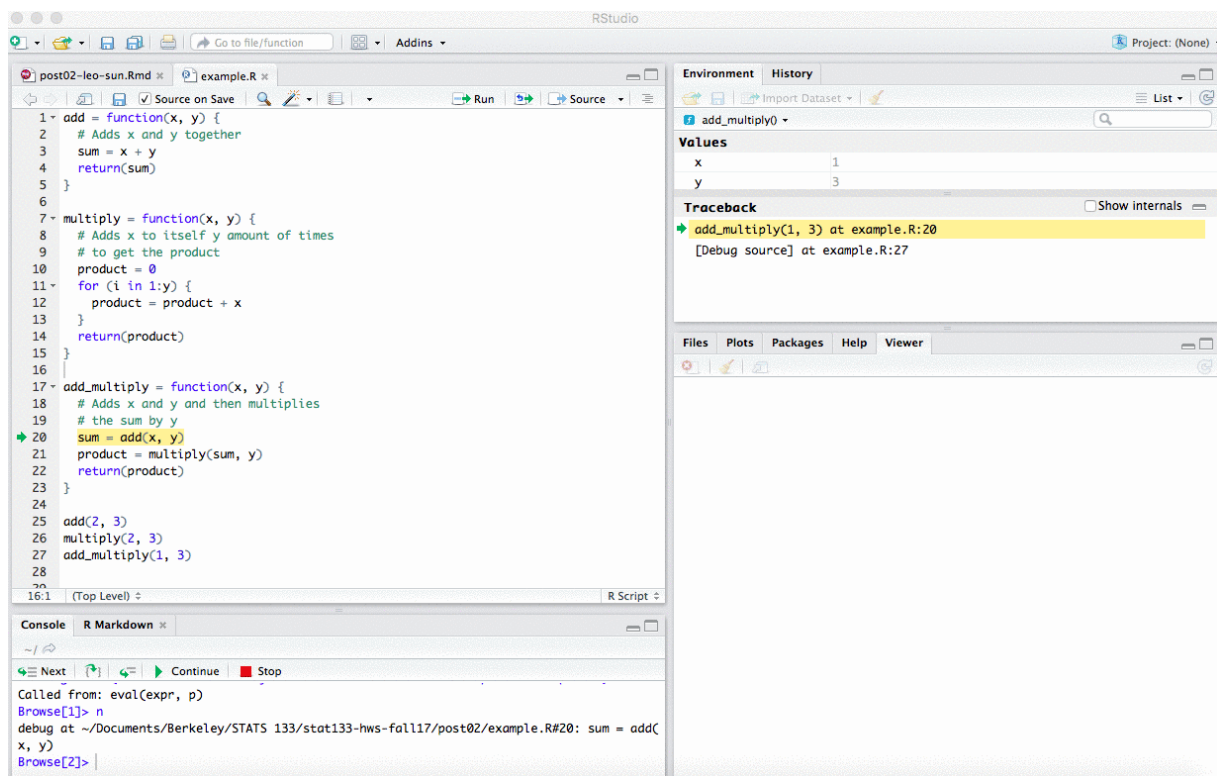 RStudio
Go to file/function
Addins
Project: (None)
post02-leo-sun.Rmd
example.R
Source on Save
Run
Source
1 add = function(x, y) {
2 # Adds x and y together
3 sum = x + y
4 return(sum)
5 }
6
7 multiply = function(x, y) {
8 # Adds x to itself y amount of times
9 # to get the product
10 product = 0
11 for (i in 1:y) {
12 product = product + x
13 }
14 return(product)
15 }
16
17 add_multiply = function(x, y) {
18 # Adds x and y and then multiplies
19 # the sum by y
20 sum = add(x, y)
21 product = multiply(sum, y)
22 return(product)
23 }
24
25 add(2, 3)
26 multiply(2, 3)
27 add_multiply(1, 3)
28
16:1 (Top Level)
R Script
Console
R Markdown
~/
Next
Continue
Stop
Called from: eval(expr, p)
Browse[1]> n
debug at ~/Documents/Berkeley/STATS 133/stat133-hws-fall17/post02/example.R#20: sum = add(
x, y)
Browse[2]>
Environment
History
Import Dataset
List
add_multiply()
Values
x 1
y 3
Traceback
Show internals
add_multiply(1, 3) at example.R:20
[Debug source] at example.R:27
Files
Plots
Packages
Help
Viewer